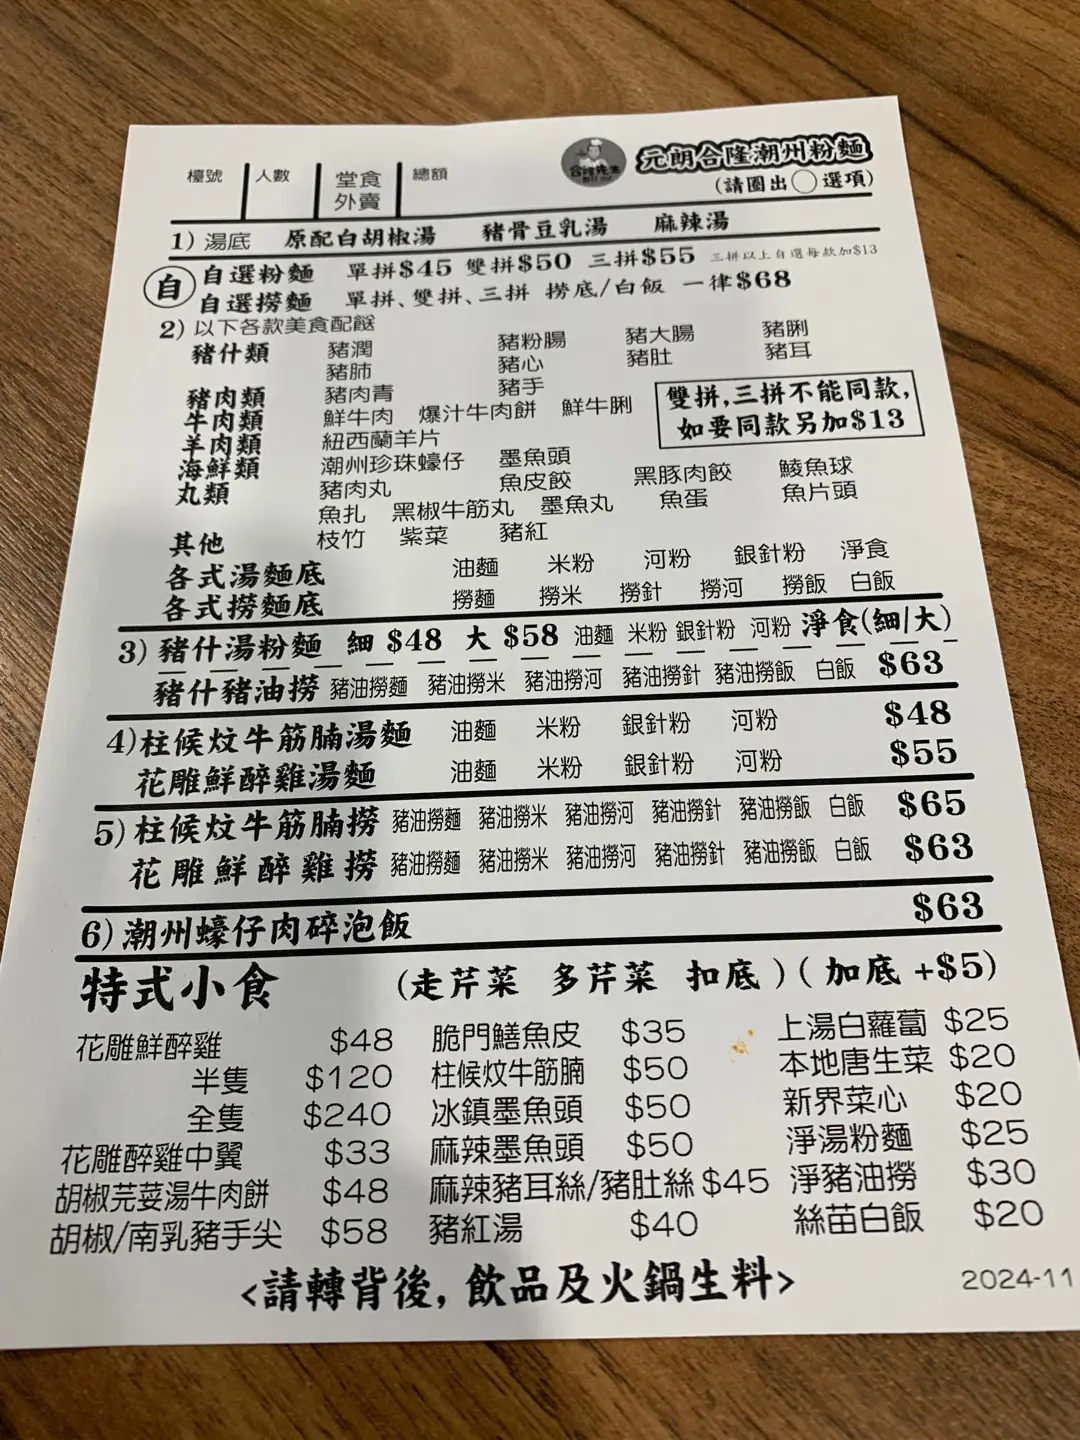 檯號 人數 堂食 總額
外賣
元朗合隆潮州粉麵
(請圈出○選項)
1) 湯底 原配白胡椒湯 豬骨豆乳湯 麻辣湯
自 自選粉麵 單拼$45 雙拼$50 三拼$55 三拼以上自選每款加$13
自選撈麵 單拼、雙拼、三拼 撈底/白飯 一律$68
2) 以下各款美食配餸
豬什類 豬潤 豬粉腸 豬大腸 豬脷
豬肺 豬心 豬肚 豬耳
豬肉類 豬肉青 豬手
牛肉類 鮮牛肉 爆汁牛肉餅 鮮牛脷
羊肉類 紐西蘭羊片
雙拼,三拼不能同款,
如要同款另加$13
海鮮類 潮州珍珠蠔仔 墨魚頭
丸類 豬肉丸 魚皮餃 黑豚肉餃 鯪魚球
魚扎 黑椒牛筋丸 墨魚丸 魚蛋 魚片頭
其他 枝竹 紫菜 豬紅
各式湯麵底 油麵 米粉 河粉 銀針粉 淨食
各式撈麵底 撈麵 撈米 撈針 撈河 撈飯 白飯
3) 豬什湯粉麵 細 $48 大 $58 油麵 米粉 銀針粉 河粉 淨食(細/大)
豬什豬油撈 豬油撈麵 豬油撈米 豬油撈河 豬油撈針 豬油撈飯 白飯 $63
4)柱候炆牛筋腩湯麵 油麵 米粉 銀針粉 河粉 $48
花雕鮮醉雞湯麵 油麵 米粉 銀針粉 河粉 $55
5) 柱候炆牛筋腩撈 豬油撈麵 豬油撈米 豬油撈河 豬油撈針 豬油撈飯 白飯 $65
花雕鮮醉雞撈 豬油撈麵 豬油撈米 豬油撈河 豬油撈針 豬油撈飯 白飯 $63
6) 潮州蠔仔肉碎泡飯 $63
特式小食 (走芹菜 多芹菜 扣底)(加底 +$5)
花雕鮮醉雞 $48 脆門鱔魚皮 $35 上湯白蘿蔔 $25
半隻 $120 柱候炆牛筋腩 $50 本地唐生菜 $20
全隻 $240 冰鎮墨魚頭 $50 新界菜心 $20
花雕醉雞中翼 $33 麻辣墨魚頭 $50 淨湯粉麵 $25
胡椒芫荽湯牛肉餅 $48 麻辣豬耳絲/豬肚絲 $45 淨豬油撈 $30
胡椒/南乳豬手尖 $58 豬紅湯 $40 絲苗白飯 $20
<請轉背後, 飲品及火鍋生料>
2024-11